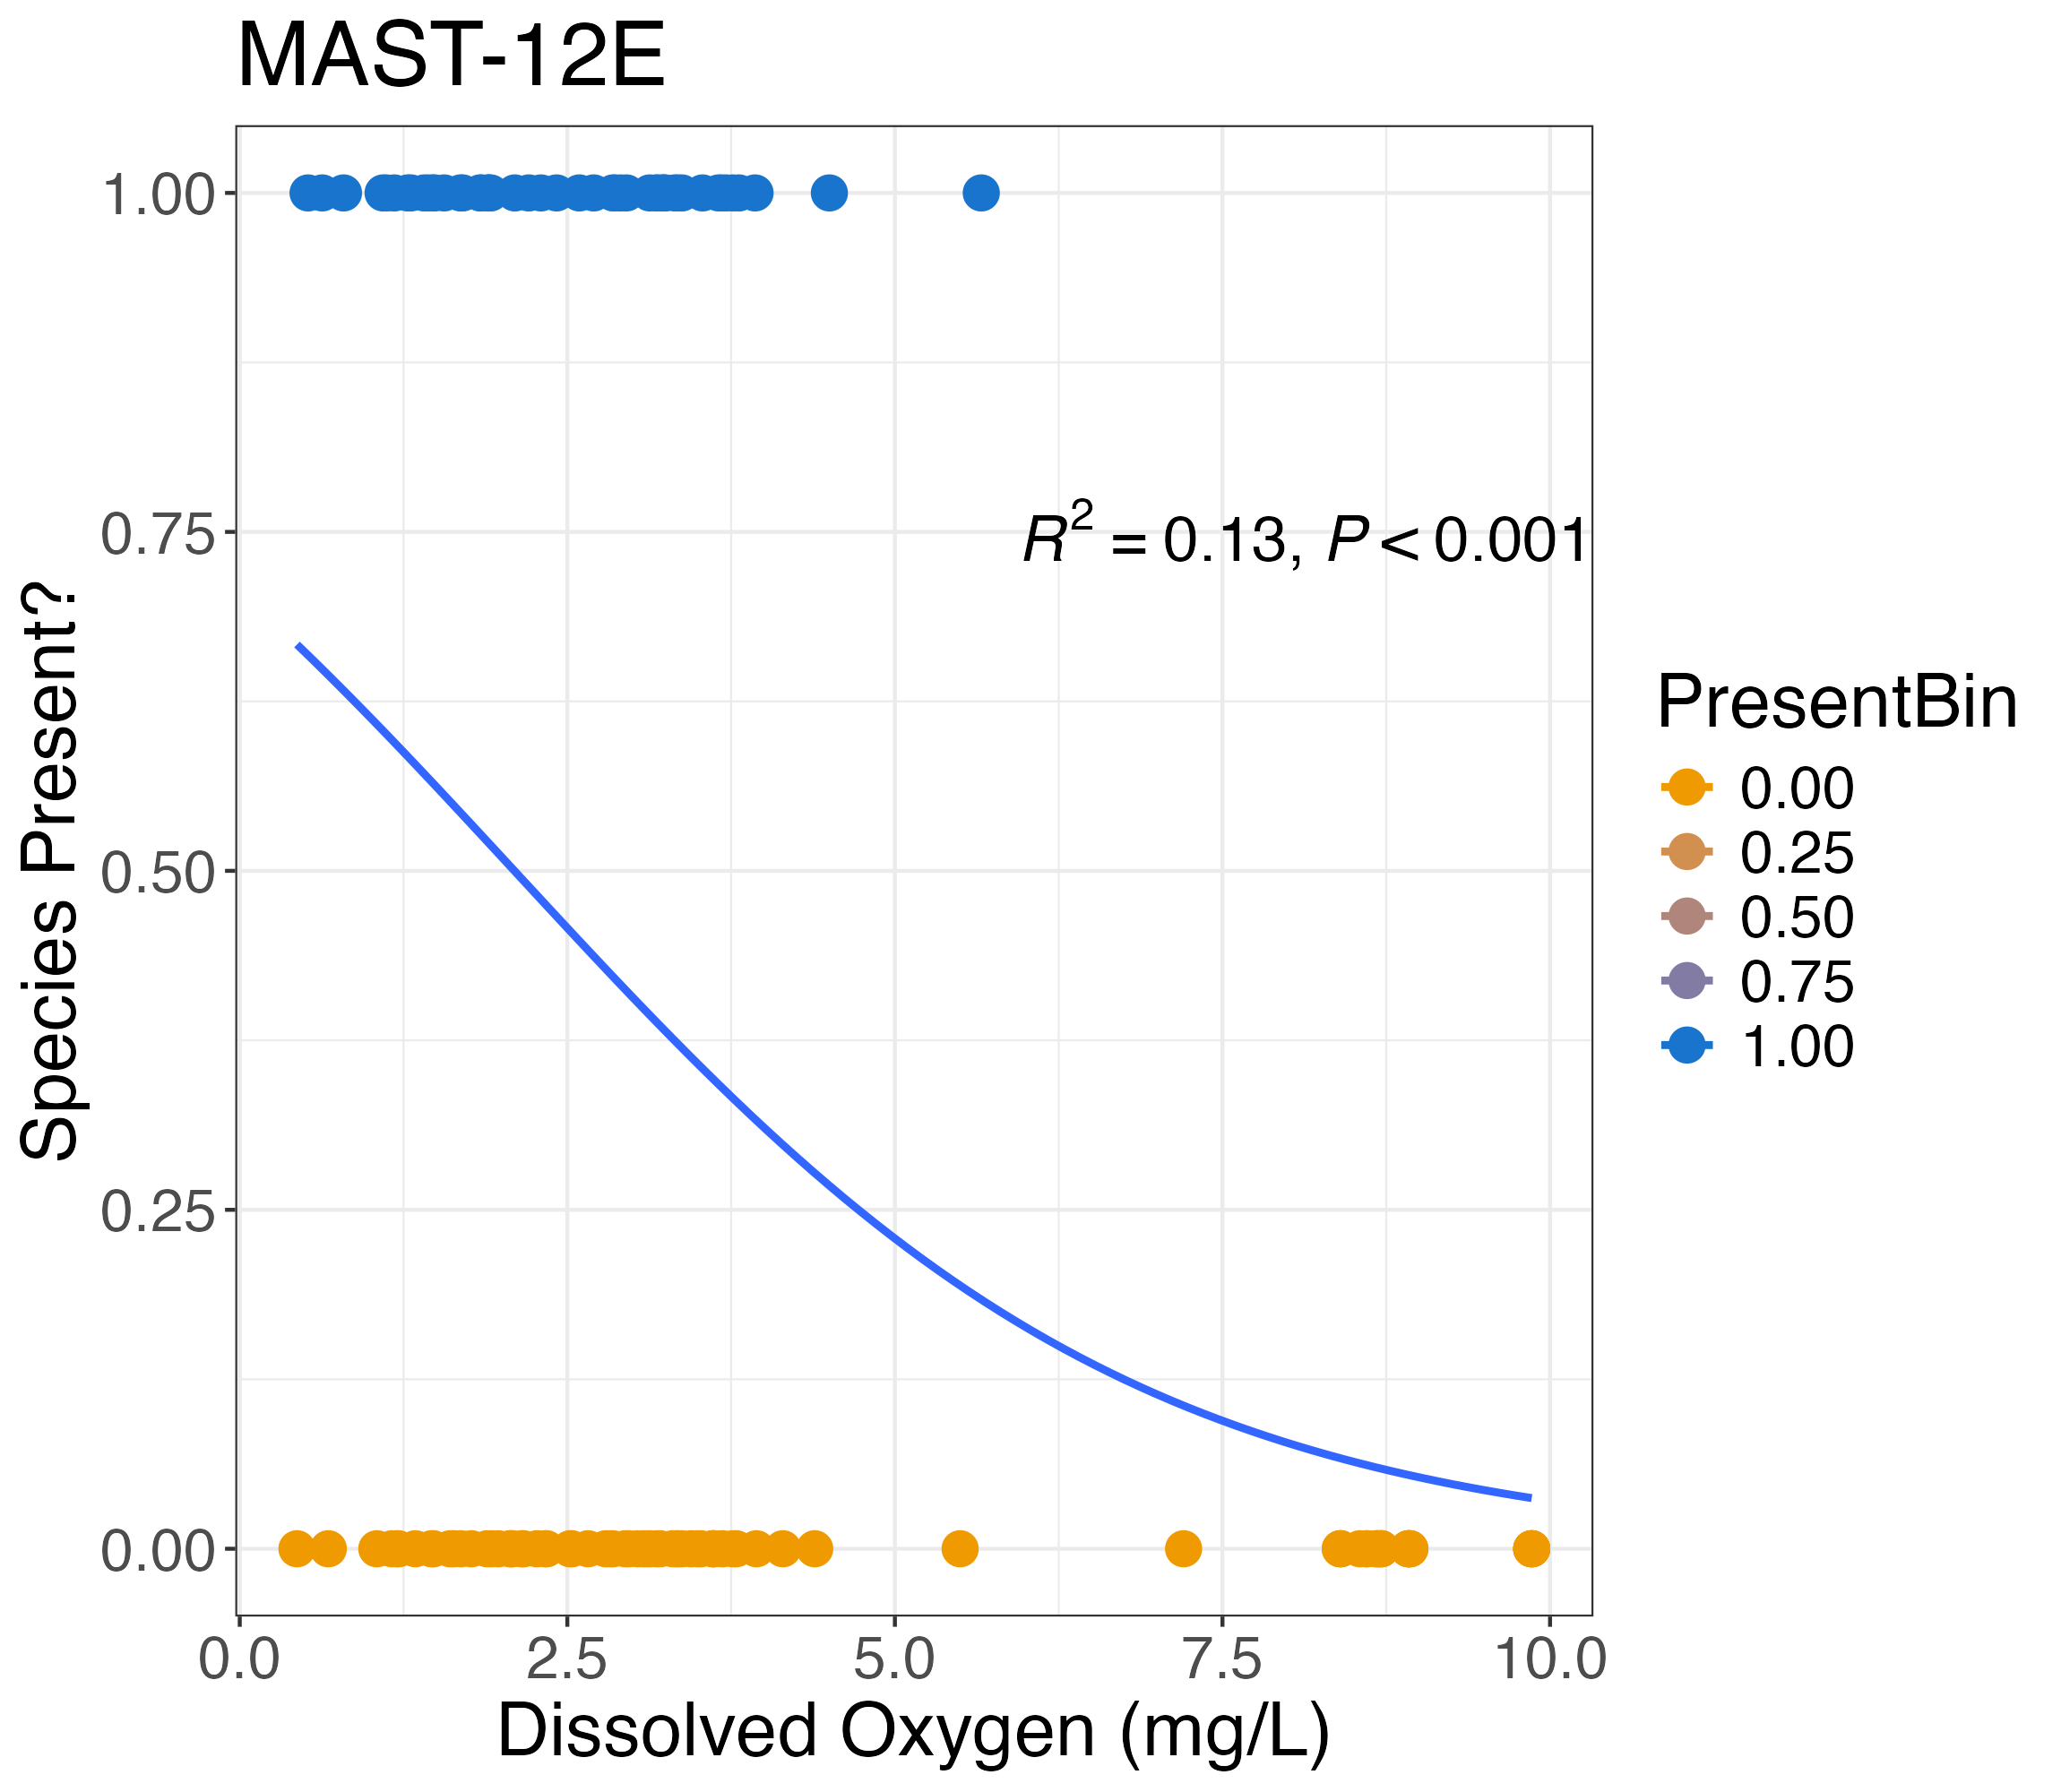 MAST-12E
1.00
0.75
0.50
0.25
0.00
Species Present?
R² = 0.13, P < 0.001
0.0 2.5 5.0 7.5 10.0
Dissolved Oxygen (mg/L)
PresentBin
0.00
0.25
0.50
0.75
1.00